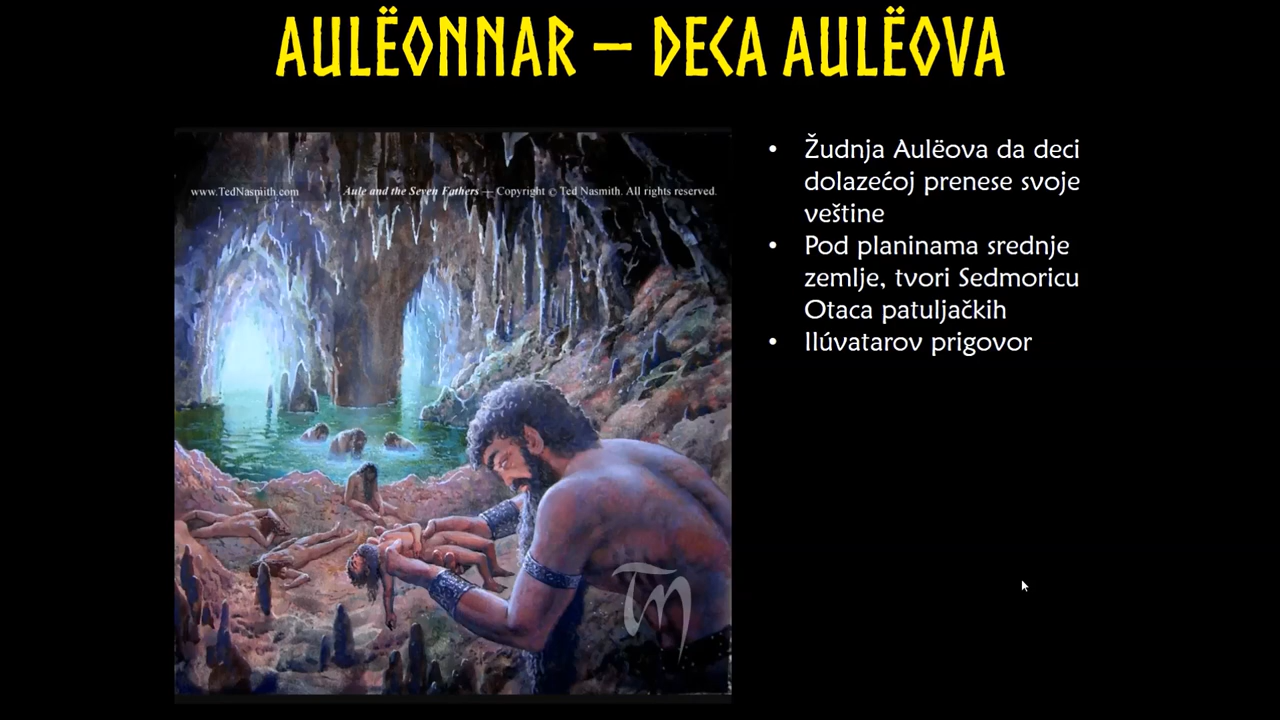 AULËONNAR – DECA AULËOVA
www.TedNasmith.com
Aule and the Seven Fathers — Copyright © Ted Nasmith. All rights reserved.
• Žudnja Aulëova da deci
dolazećoj prenese svoje
veštine
• Pod planinama srednje
zemlje, tvori Sedmoricu
Otaca patuljačkih
• Ilúvatarov prigovor
TN